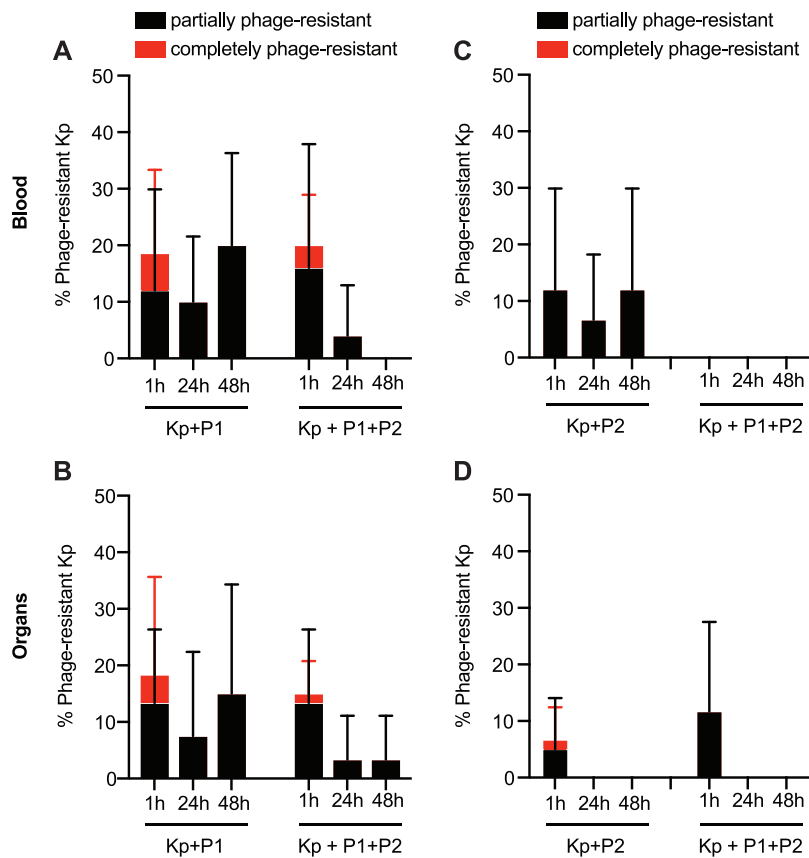 partially phage-resistant
completely phage-resistant
A
50
40
30
20
10
0
% Phage-resistant Kp
Blood
1h 24h 48h 1h 24h 48h
Kp+P1 Kp + P1+P2
partially phage-resistant
completely phage-resistant
C
50
40
30
20
10
0
% Phage-resistant Kp
1h 24h 48h 1h 24h 48h
Kp+P2 Kp + P1+P2
B
50
40
30
20
10
0
% Phage-resistant Kp
Organs
1h 24h 48h 1h 24h 48h
Kp+P1 Kp + P1+P2
D
50
40
30
20
10
0
% Phage-resistant Kp
1h 24h 48h 1h 24h 48h
Kp+P2 Kp + P1+P2